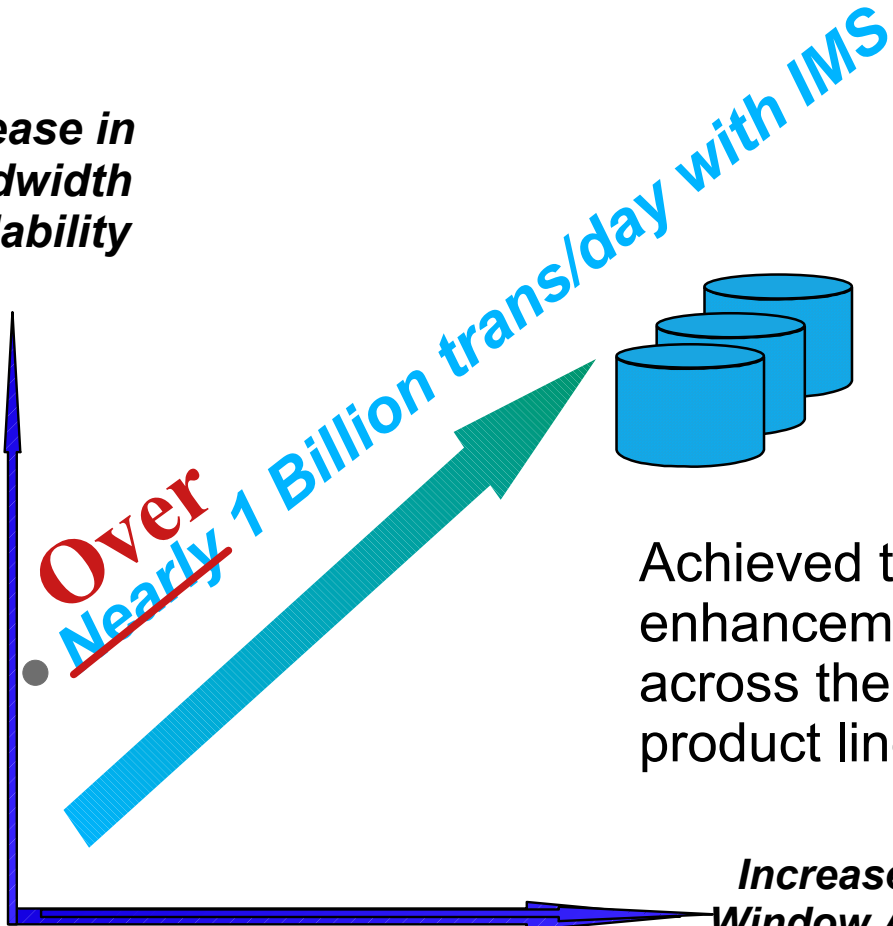 ease in
dwidth
lability
Over
Nearly 1 Billion trans/day with IMS
Achieved t
enhancem
across the
product lin
Increase
Window A